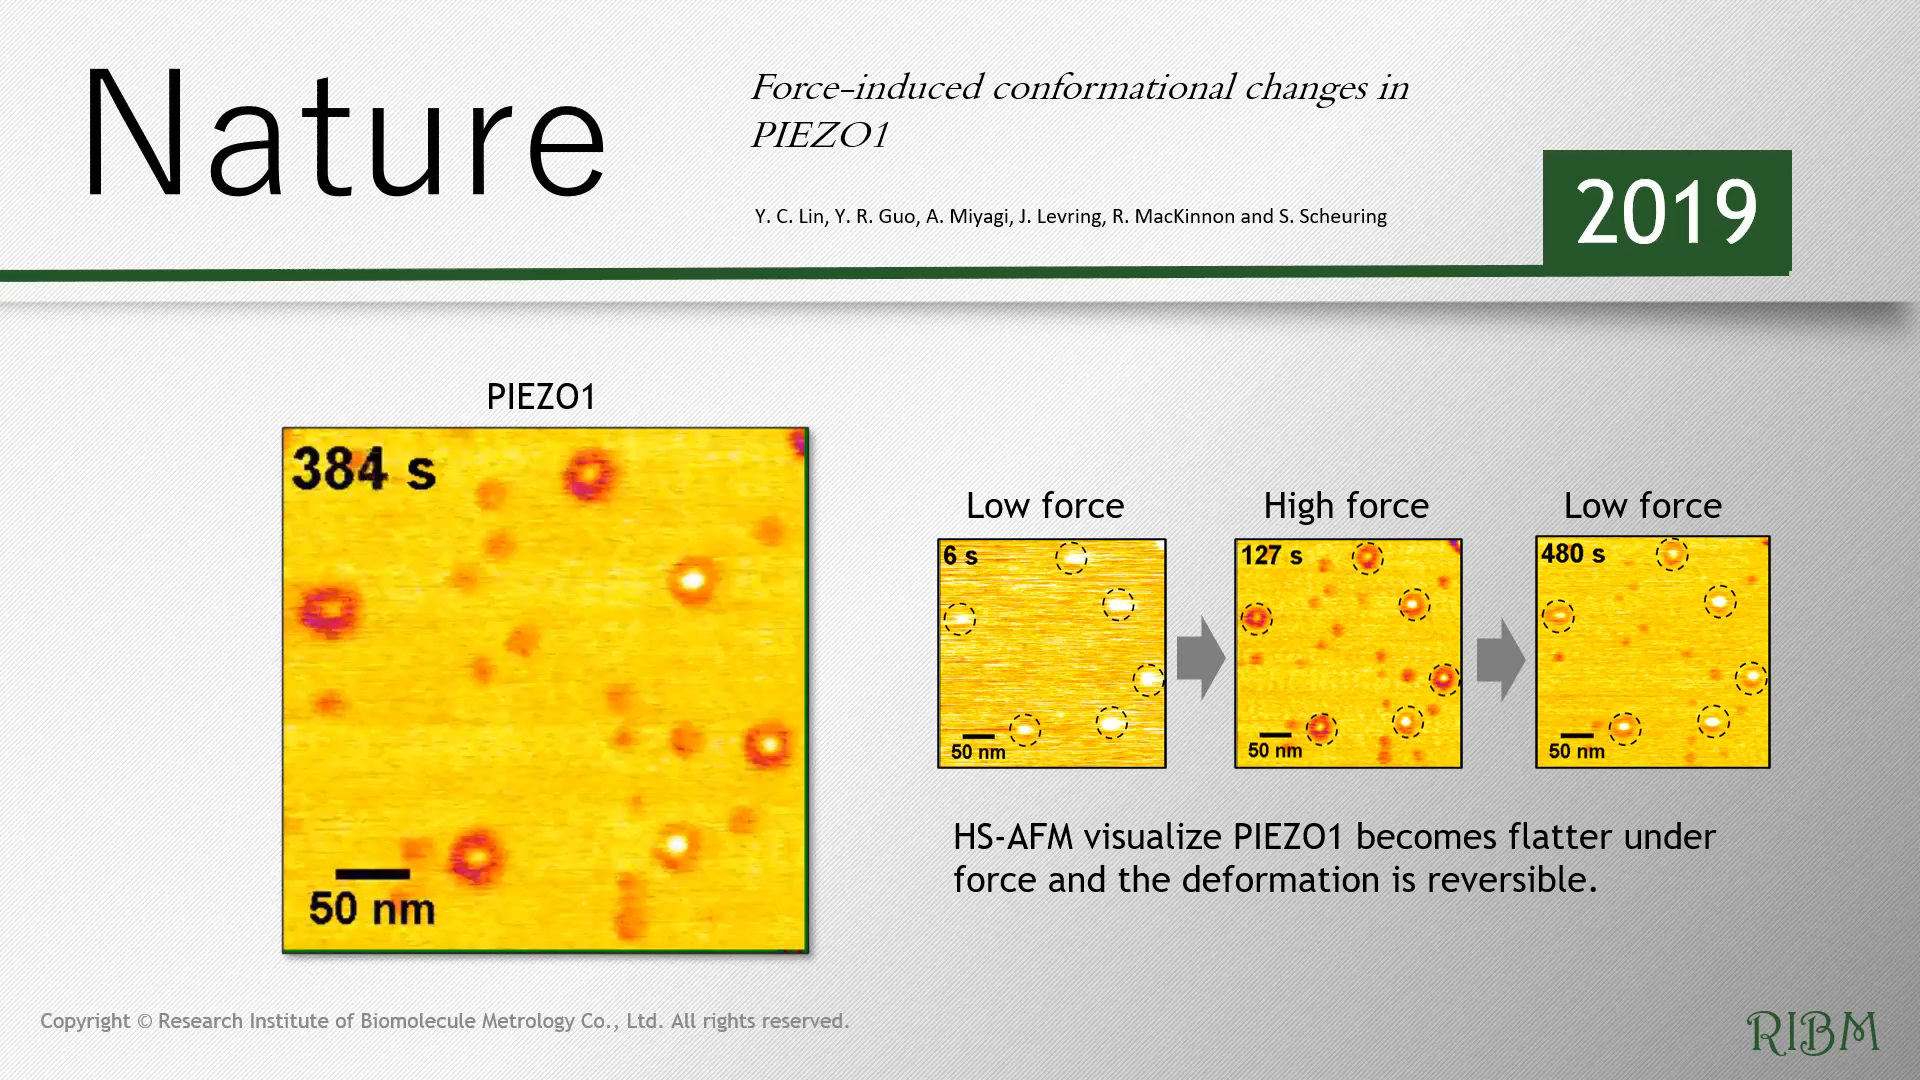 Nature
Force-induced conformational changes in
PIEZO1
Y. C. Lin, Y. R. Guo, A. Miyagi, J. Levring, R. MacKinnon and S. Scheuring
2019
PIEZO1
384 s
50 nm
Low force
High force
Low force
6 s
127 s
480 s
50 nm
50 nm
50 nm
HS-AFM visualize PIEZO1 becomes flatter under
force and the deformation is reversible.
Copyright © Research Institute of Biomolecule Metrology Co., Ltd. All rights reserved.
RIBM